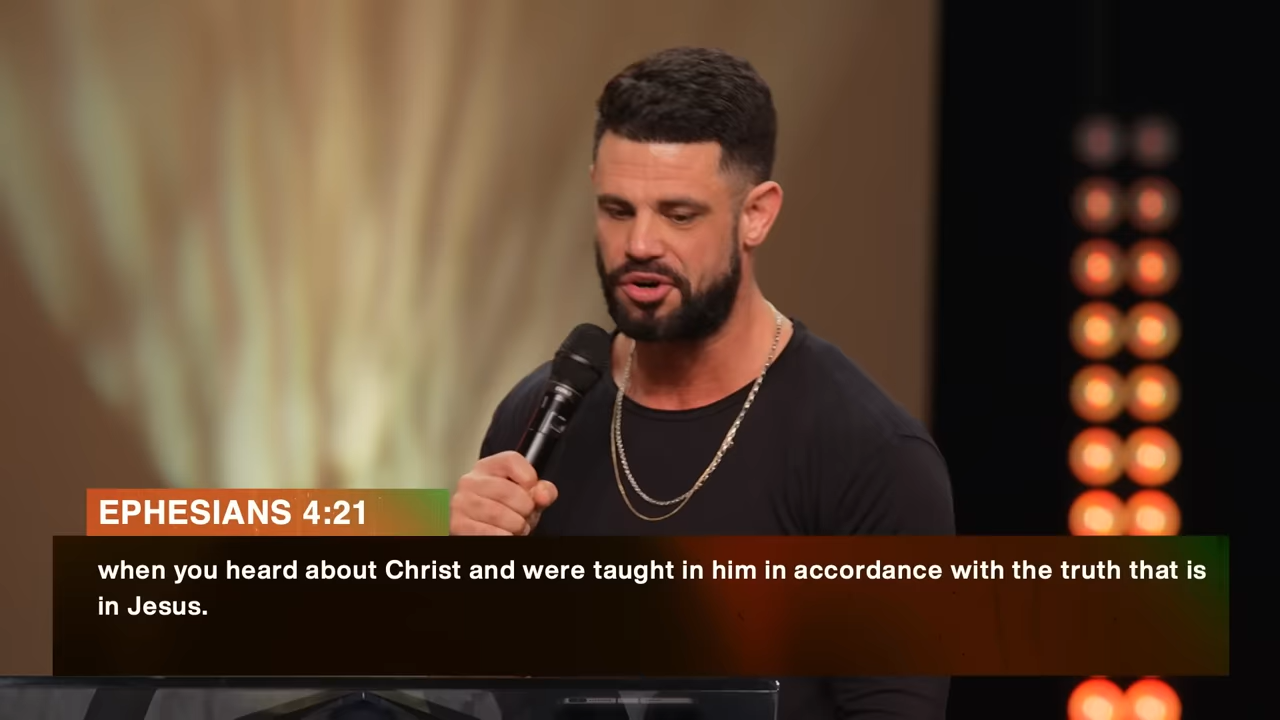 EPHESIANS 4:21
when you heard about Christ and were taught in him in accordance with the truth that is
in Jesus.